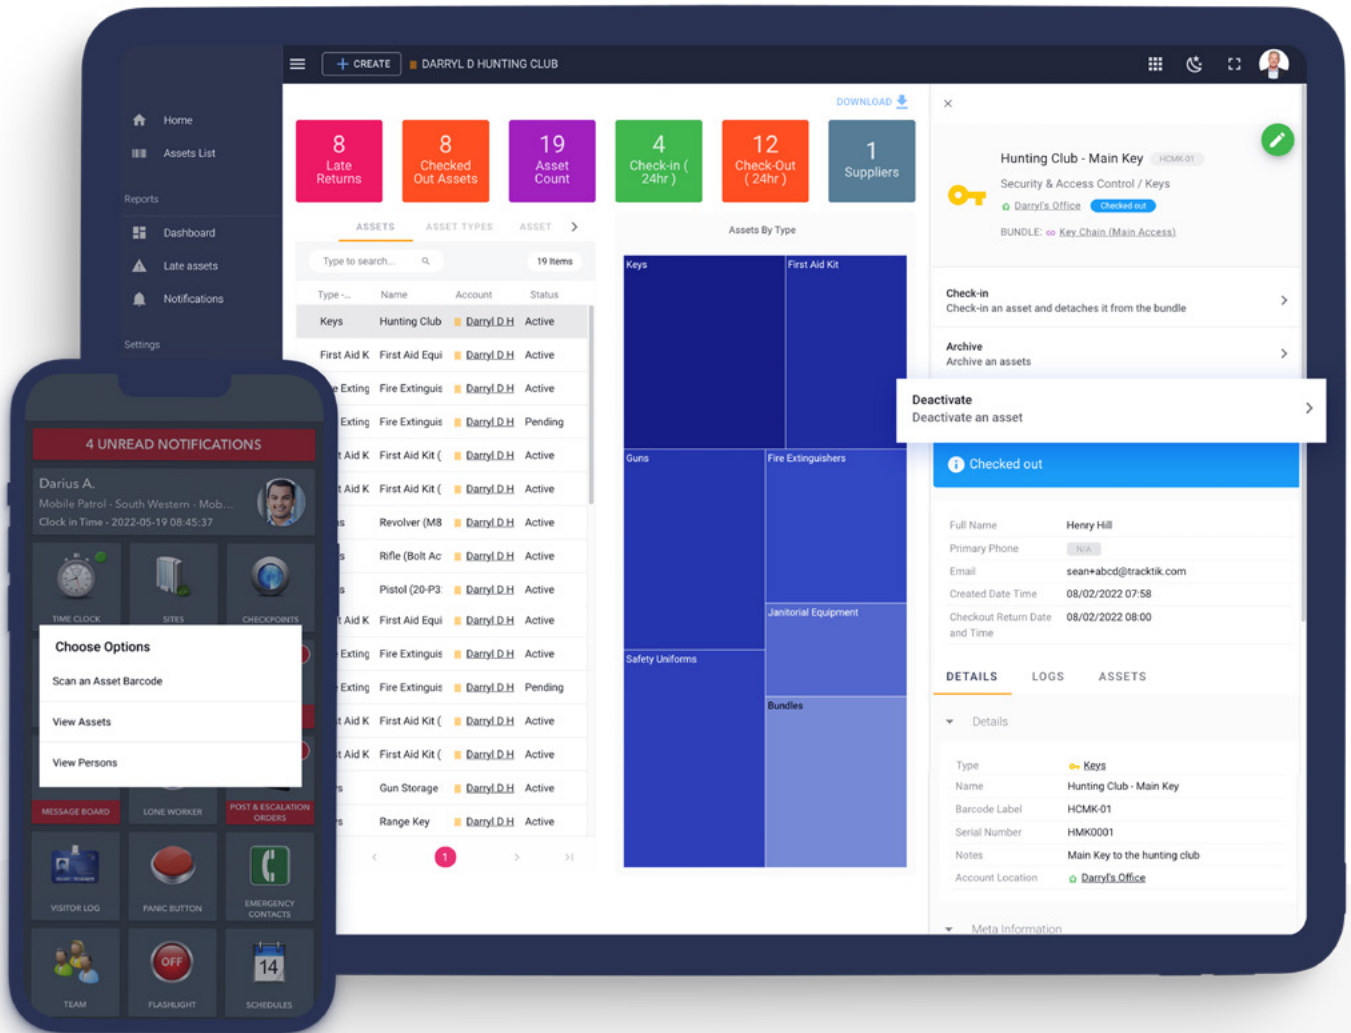 CREATE
DARRYL D HUNTING CLUB
Home
Assets List
Reports
Dashboard
Late assets
Notifications
Settings
DOWNLOAD
8
Late
Returns
8
Checked
Out Assets
19
Asset
Count
4
Check-in (
24hr )
12
Check-Out
( 24hr )
1
Suppliers
ASSETS ASSET TYPES ASSET
Type to search... 19 Items
Type -... Name Account Status
Keys Hunting Club Darryl D H Active
First Aid K First Aid Equi Darryl D H Active
e Exting Fire Extinguis Darryl D H Active
Exting Fire Extinguis Darryl D H Pending
t Aid K First Aid Kit ( Darryl D H Active
t Aid K First Aid Kit ( Darryl D H Active
s Revolver (M8 Darryl D H Active
s Rifle (Bolt Ac Darryl D H Active
s Pistol (20-P3 Darryl D H Active
t Aid K First Aid Equi Darryl D H Active
Exting Fire Extinguis Darryl D H Active
Exting Fire Extinguis Darryl D H Pending
t Aid K First Aid Kit ( Darryl D H Active
t Aid K First Aid Kit ( Darryl D H Active
s Gun Storage Darryl D H Active
s Range Key Darryl D H Active
1
Assets By Type
Keys
First Aid Kit
Guns
Fire Extinguishers
Janitorial Equipment
Safety Uniforms
Bundles
Hunting Club - Main Key HCMK-01
Security & Access Control / Keys
Darryl's Office Checked out
BUNDLE: Key Chain (Main Access)
Check-in
Check-in an asset and detaches it from the bundle
Archive
Archive an assets
Deactivate
Deactivate an asset
Checked out
Full Name Henry Hill
Primary Phone N/A
Email sean+abcd@tracktik.com
Created Date Time 08/02/2022 07:58
Checkout Return Date 08/02/2022 08:00
and Time
DETAILS LOGS ASSETS
Details
Type Keys
Name Hunting Club - Main Key
Barcode Label HCMK-01
Serial Number HMK0001
Notes Main Key to the hunting club
Account Location Darryl's Office
Meta Information
4 UNREAD NOTIFICATIONS
Darius A.
Mobile Patrol - South Western - Mob...
Clock in Time - 2022-05-19 08:45:37
TIME CLOCK SITES CHECKPOINTS
Choose Options
Scan an Asset Barcode
View Assets
View Persons
MESSAGE BOARD LONE WORKER POST & ESCALATION
ORDERS
VISITOR LOG PANIC BUTTON EMERGENCY
CONTACTS
OFF
14
TEAM FLASHLIGHT SCHEDULES